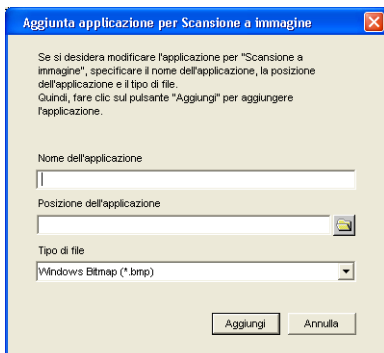 Aggiunta applicazione per Scansione a immagine
Se si desidera modificare l'applicazione per "Scansione a
immagine", specificare il nome dell'applicazione, la posizione
dell'applicazione e il tipo di file.
Quindi, fare clic sul pulsante "Aggiungi" per aggiungere
l'applicazione.
Nome dell'applicazione
Posizione dell'applicazione
Tipo di file
Windows Bitmap (*.bmp)
Aggiungi Annulla